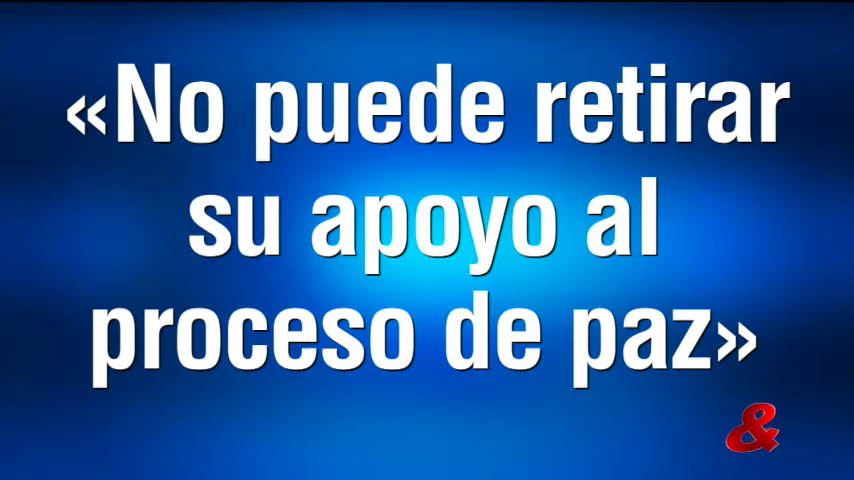 «No puede retirar
su apoyo al
proceso de paz»
&